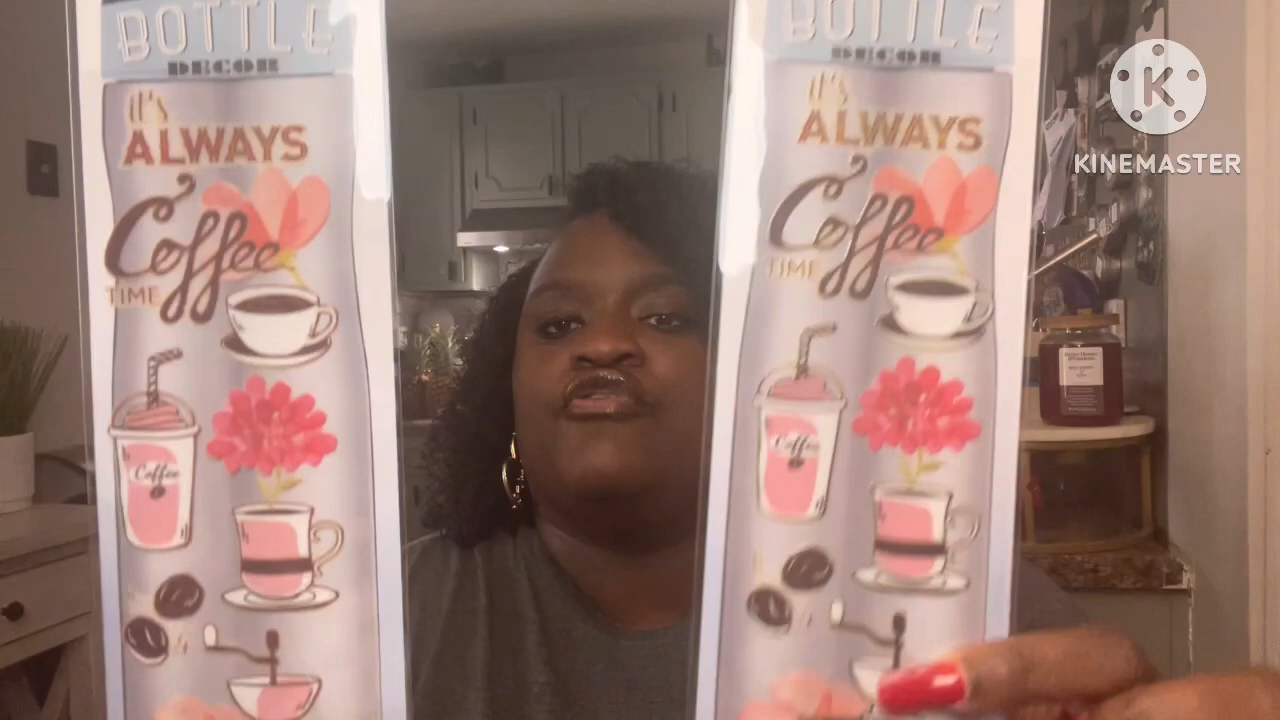 BOTTLE
DECOR
it's
ALWAYS
Coffee
TIME
Coffee
BOTTLE
DECOR
it's
ALWAYS
Coffee
TIME
Coffee
K
KINEMASTER